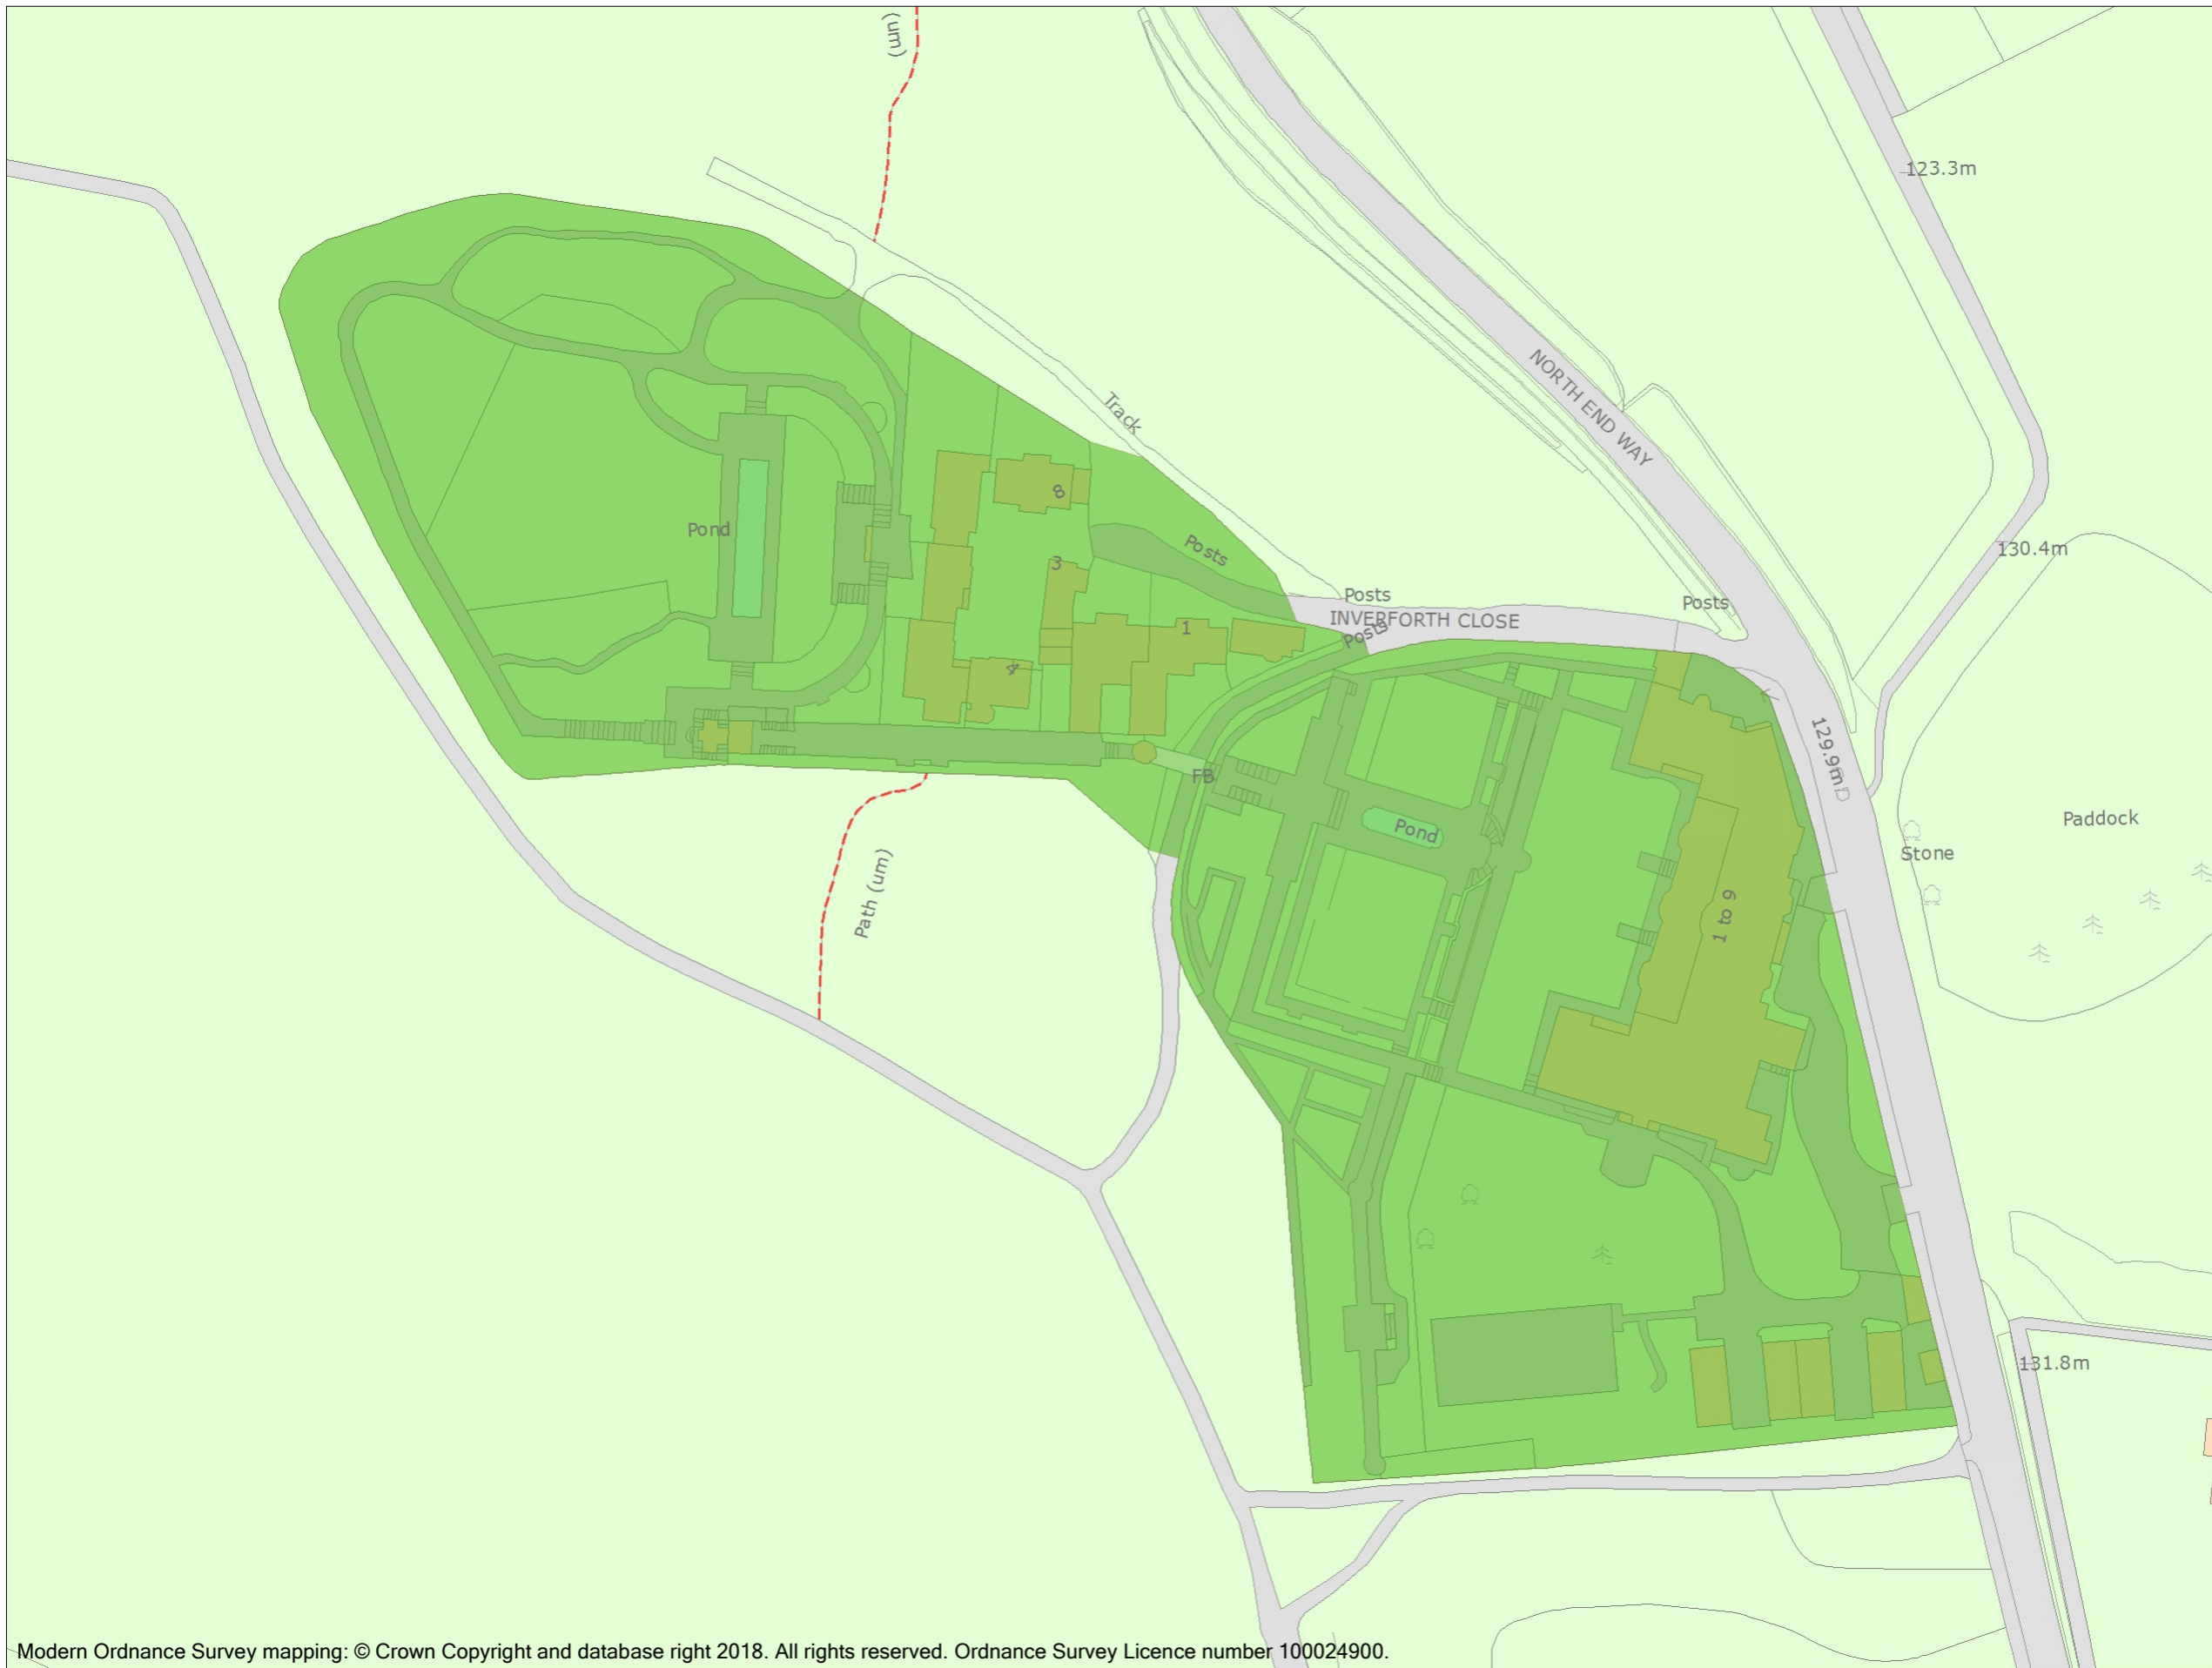 (um)
123.3m
Track
NORTH END WAY
8
Pond
130.4m
Posts
3
Posts
Posts
INVERFORTH CLOSE
1
Posts
4
129.9m
FB
Paddock
Pond
Stone
Path (um)
1 to 9
131.8m
Modern Ordnance Survey mapping: © Crown Copyright and database right 2018. All rights reserved. Ordnance Survey Licence number 100024900.